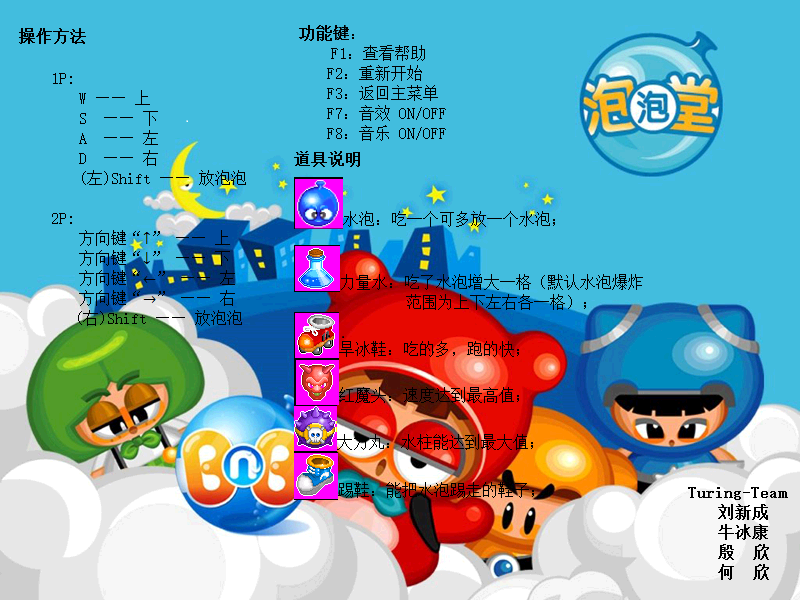 操作方法
1P:
W —— 上
S —— 下
A —— 左
D —— 右
(左)Shift —— 放泡泡
2P:
方向键“↑” —— 上
方向键“↓” —— 下
方向键“←” —— 左
方向键“→” —— 右
(右)Shift —— 放泡泡
功能键:
F1: 查看帮助
F2: 重新开始
F3: 返回主菜单
F7: 音效 ON/OFF
F8: 音乐 ON/OFF
道具说明
水泡: 吃一个可多放一个水泡;
力量水: 吃了水泡增大一格 (默认水泡爆炸
范围为上下左右各一格) ;
旱冰鞋: 吃的多, 跑的快;
红魔头: 速度达到最高值;
大力丸: 水柱能达到最大值;
踢鞋: 能把水泡踢走的鞋子;
泡泡堂
BnB
Turing-Team
刘新成
牛冰康
殷 欣
何 欣